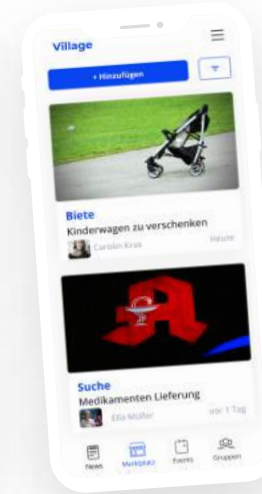 Village
+ Hinzufügen
Biete
Kinderwagen zu verschenken
Carolin Kras
Heute
Suche
Medikamenten Lieferung
Ella Müller
vor 1 Tag
News
Marktplatz
Events
Gruppen